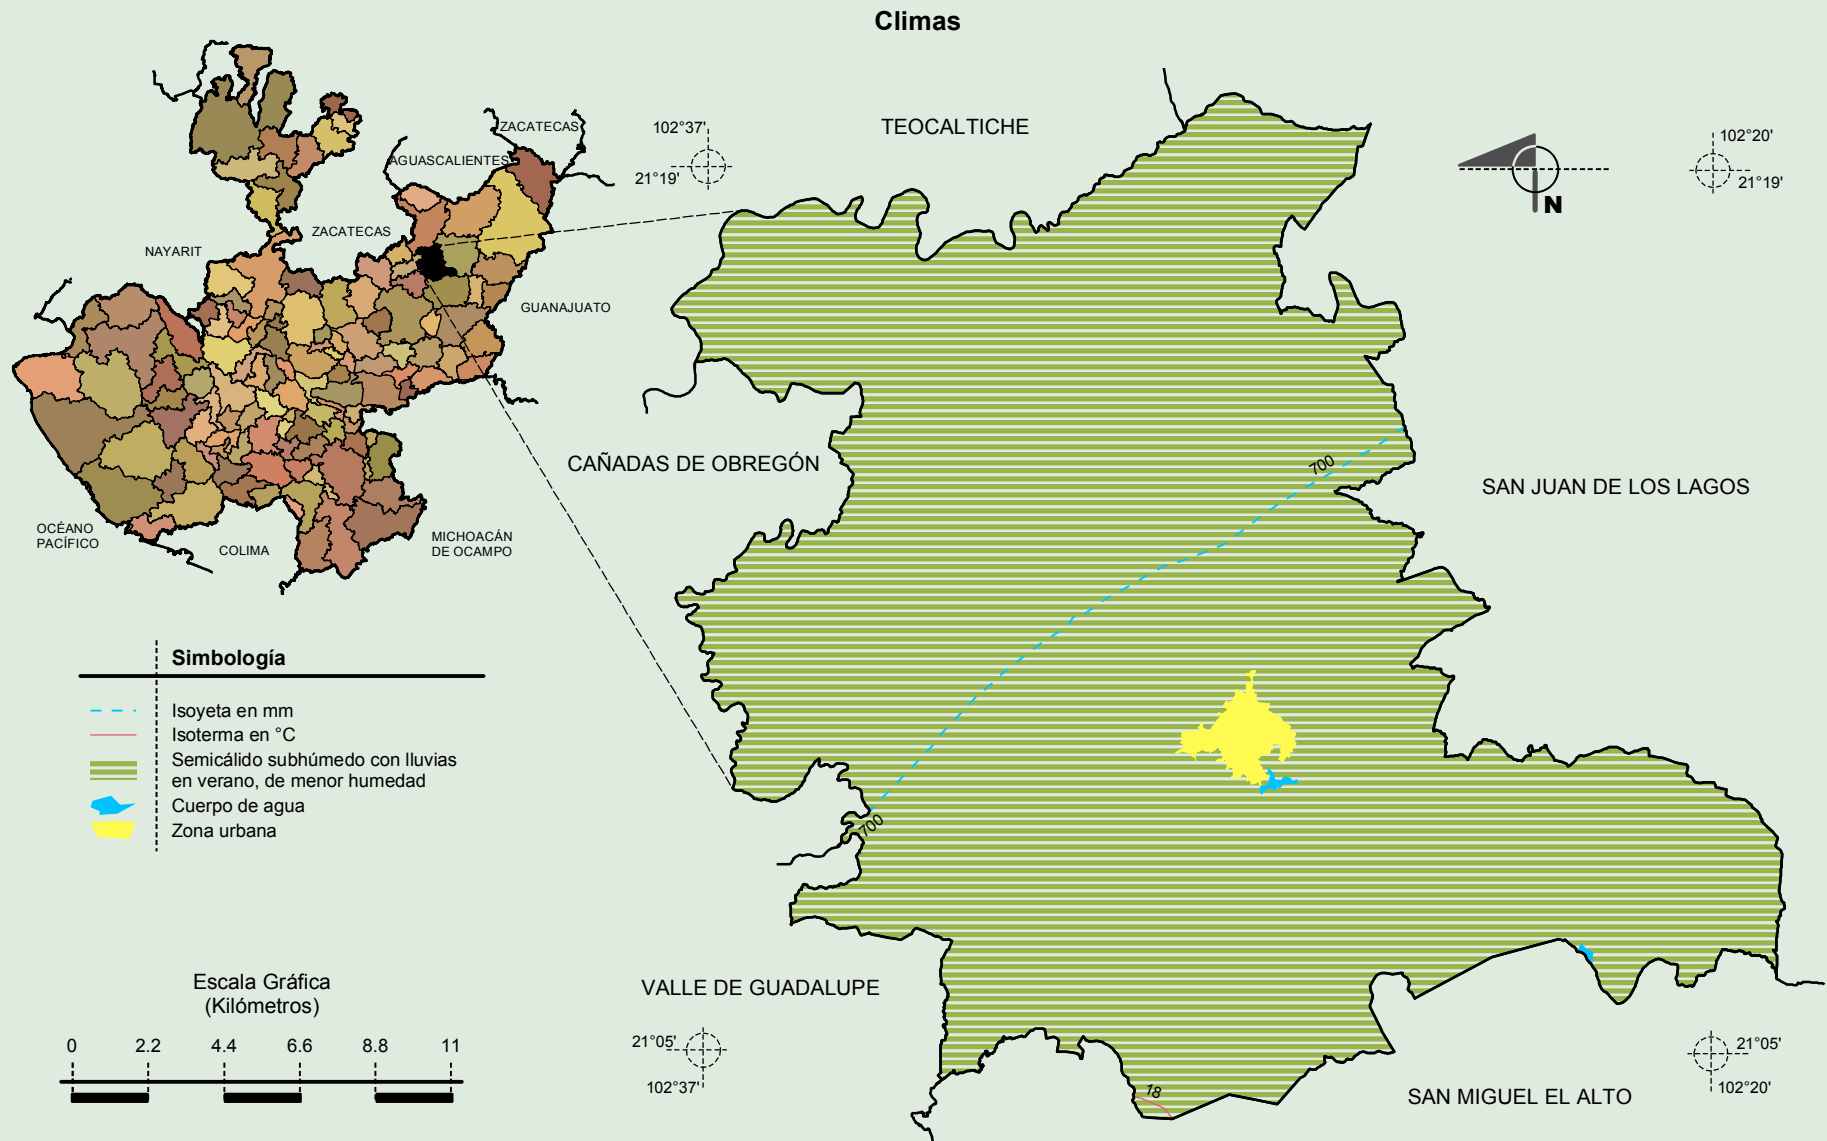 Climas
ZACATECAS
AGUASCALIENTES
ZACATECAS
NAYARIT
GUANAJUATO
OCÉANO
PACÍFICO
COLIMA
MICHOACÁN
DE OCAMPO
102°37'
21°19'
TEOCALTICHE
N
102°20'
21°19'
CAÑADAS DE OBREGÓN
700
SAN JUAN DE LOS LAGOS
Simbología
Isoyeta en mm
Isoterma en °C
Semicálido subhúmedo con lluvias
en verano, de menor humedad
Cuerpo de agua
Zona urbana
700
Escala Gráfica
(Kilómetros)
0 2.2 4.4 6.6 8.8 11
VALLE DE GUADALUPE
21°05'
102°37'
18
SAN MIGUEL EL ALTO
21°05'
102°20'